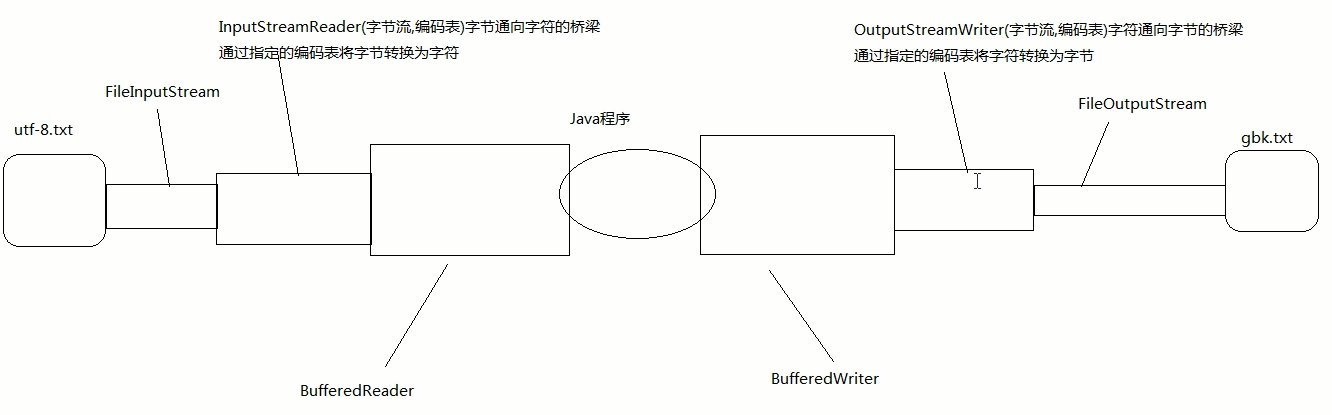 InputStreamReader(字节流,编码表)字节通向字符的桥梁
通过指定的编码表将字节转换为字符
OutputStreamWriter(字节流,编码表)字符通向字节的桥梁
通过指定的编码表将字符转换为字节
FileInputStream
FileOutputStream
Java程序
utf-8.txt
gbk.txt
BufferedReader
BufferedWriter